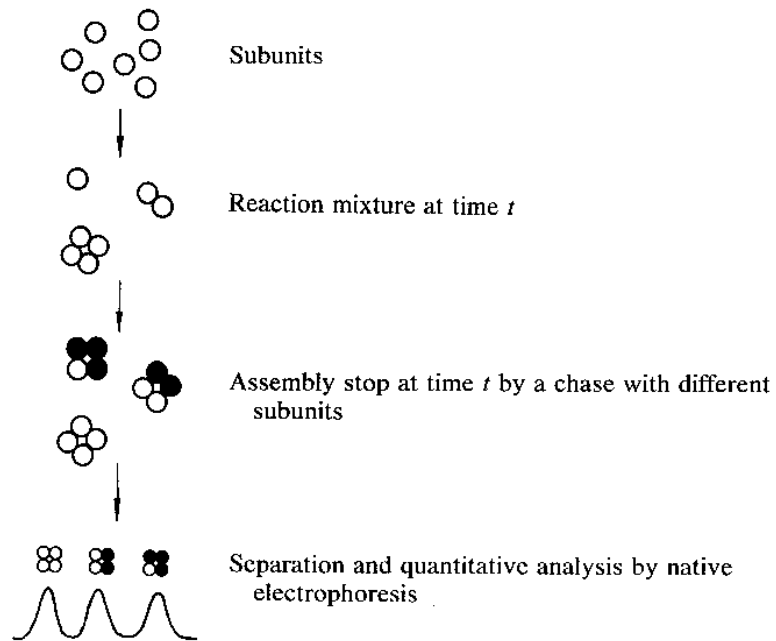 Subunits
Reaction mixture at time t
Assembly stop at time t by a chase with different
subunits
Separation and quantitative analysis by native
electrophoresis